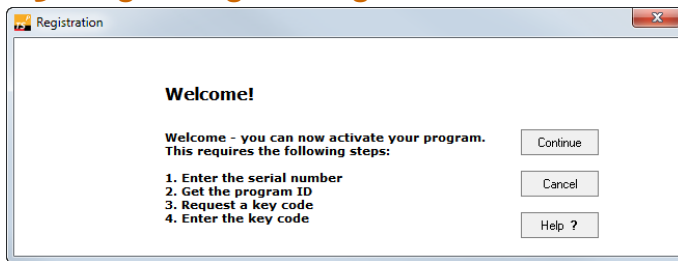 Registration
X
Welcome!
Welcome - you can now activate your program.
This requires the following steps:
1. Enter the serial number
2. Get the program ID
3. Request a key code
4. Enter the key code
Continue
Cancel
Help ?